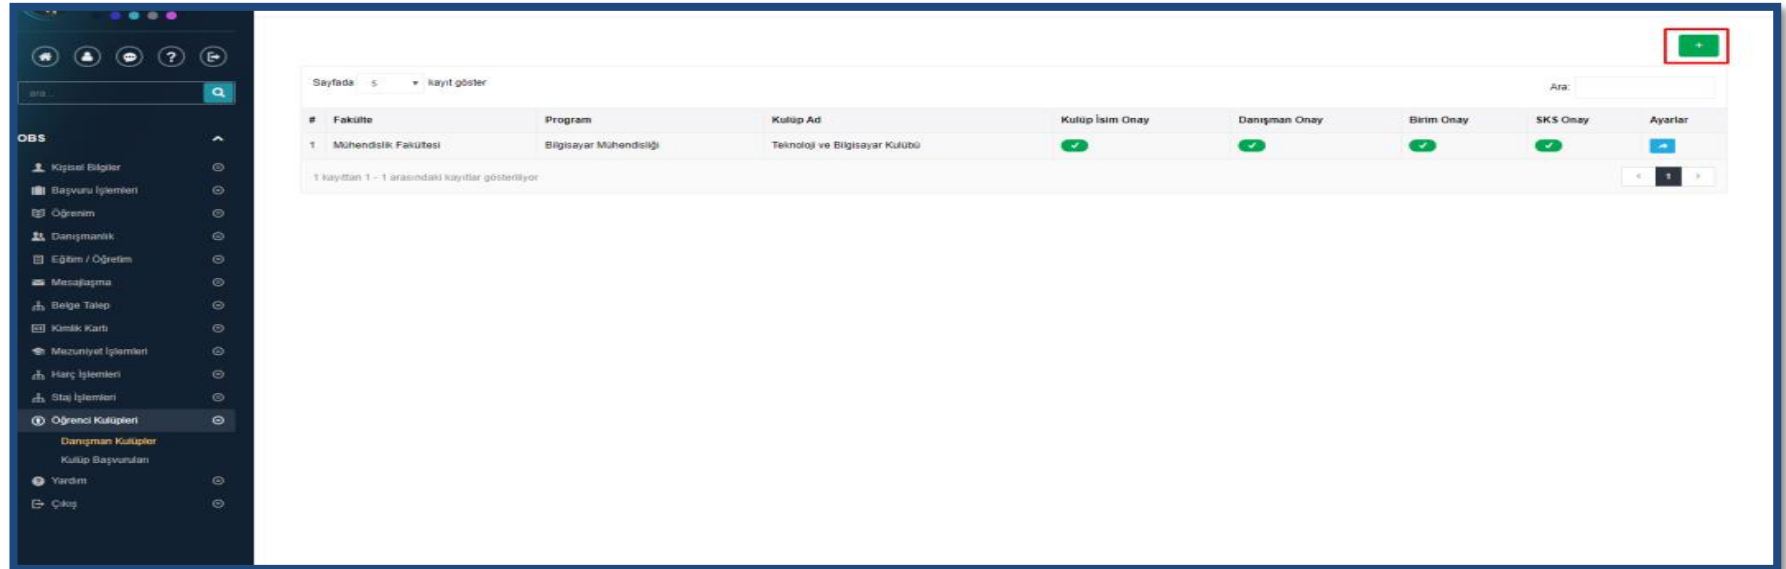 ara ..
OBS
Kişisel Bilgiler
Başvuru İşlemleri
Öğrenim
Danışmanlık
Eğitim / Öğretim
Mesajlaşma
Belge Talep
Kimlik Kartı
Mezuniyet İşlemleri
Harç İşlemleri
Staj İşlemleri
Öğrenci Kulüpleri
Danışman Kulüpler
Kulüp Başvuruları
Yardım
Çıkış
+
Sayfada 5 kayıt göster
Ara:
# Fakülte Program Kulüp Ad Kulüp İsim Onay Danışman Onay Birim Onay SKS Onay Ayarlar
1 Mühendislik Fakültesi Bilgisayar Mühendisliği Teknoloji ve Bilgisayar Kulübü
1 kayıttan 1 - 1 arasındaki kayıtlar gösteriliyor
1